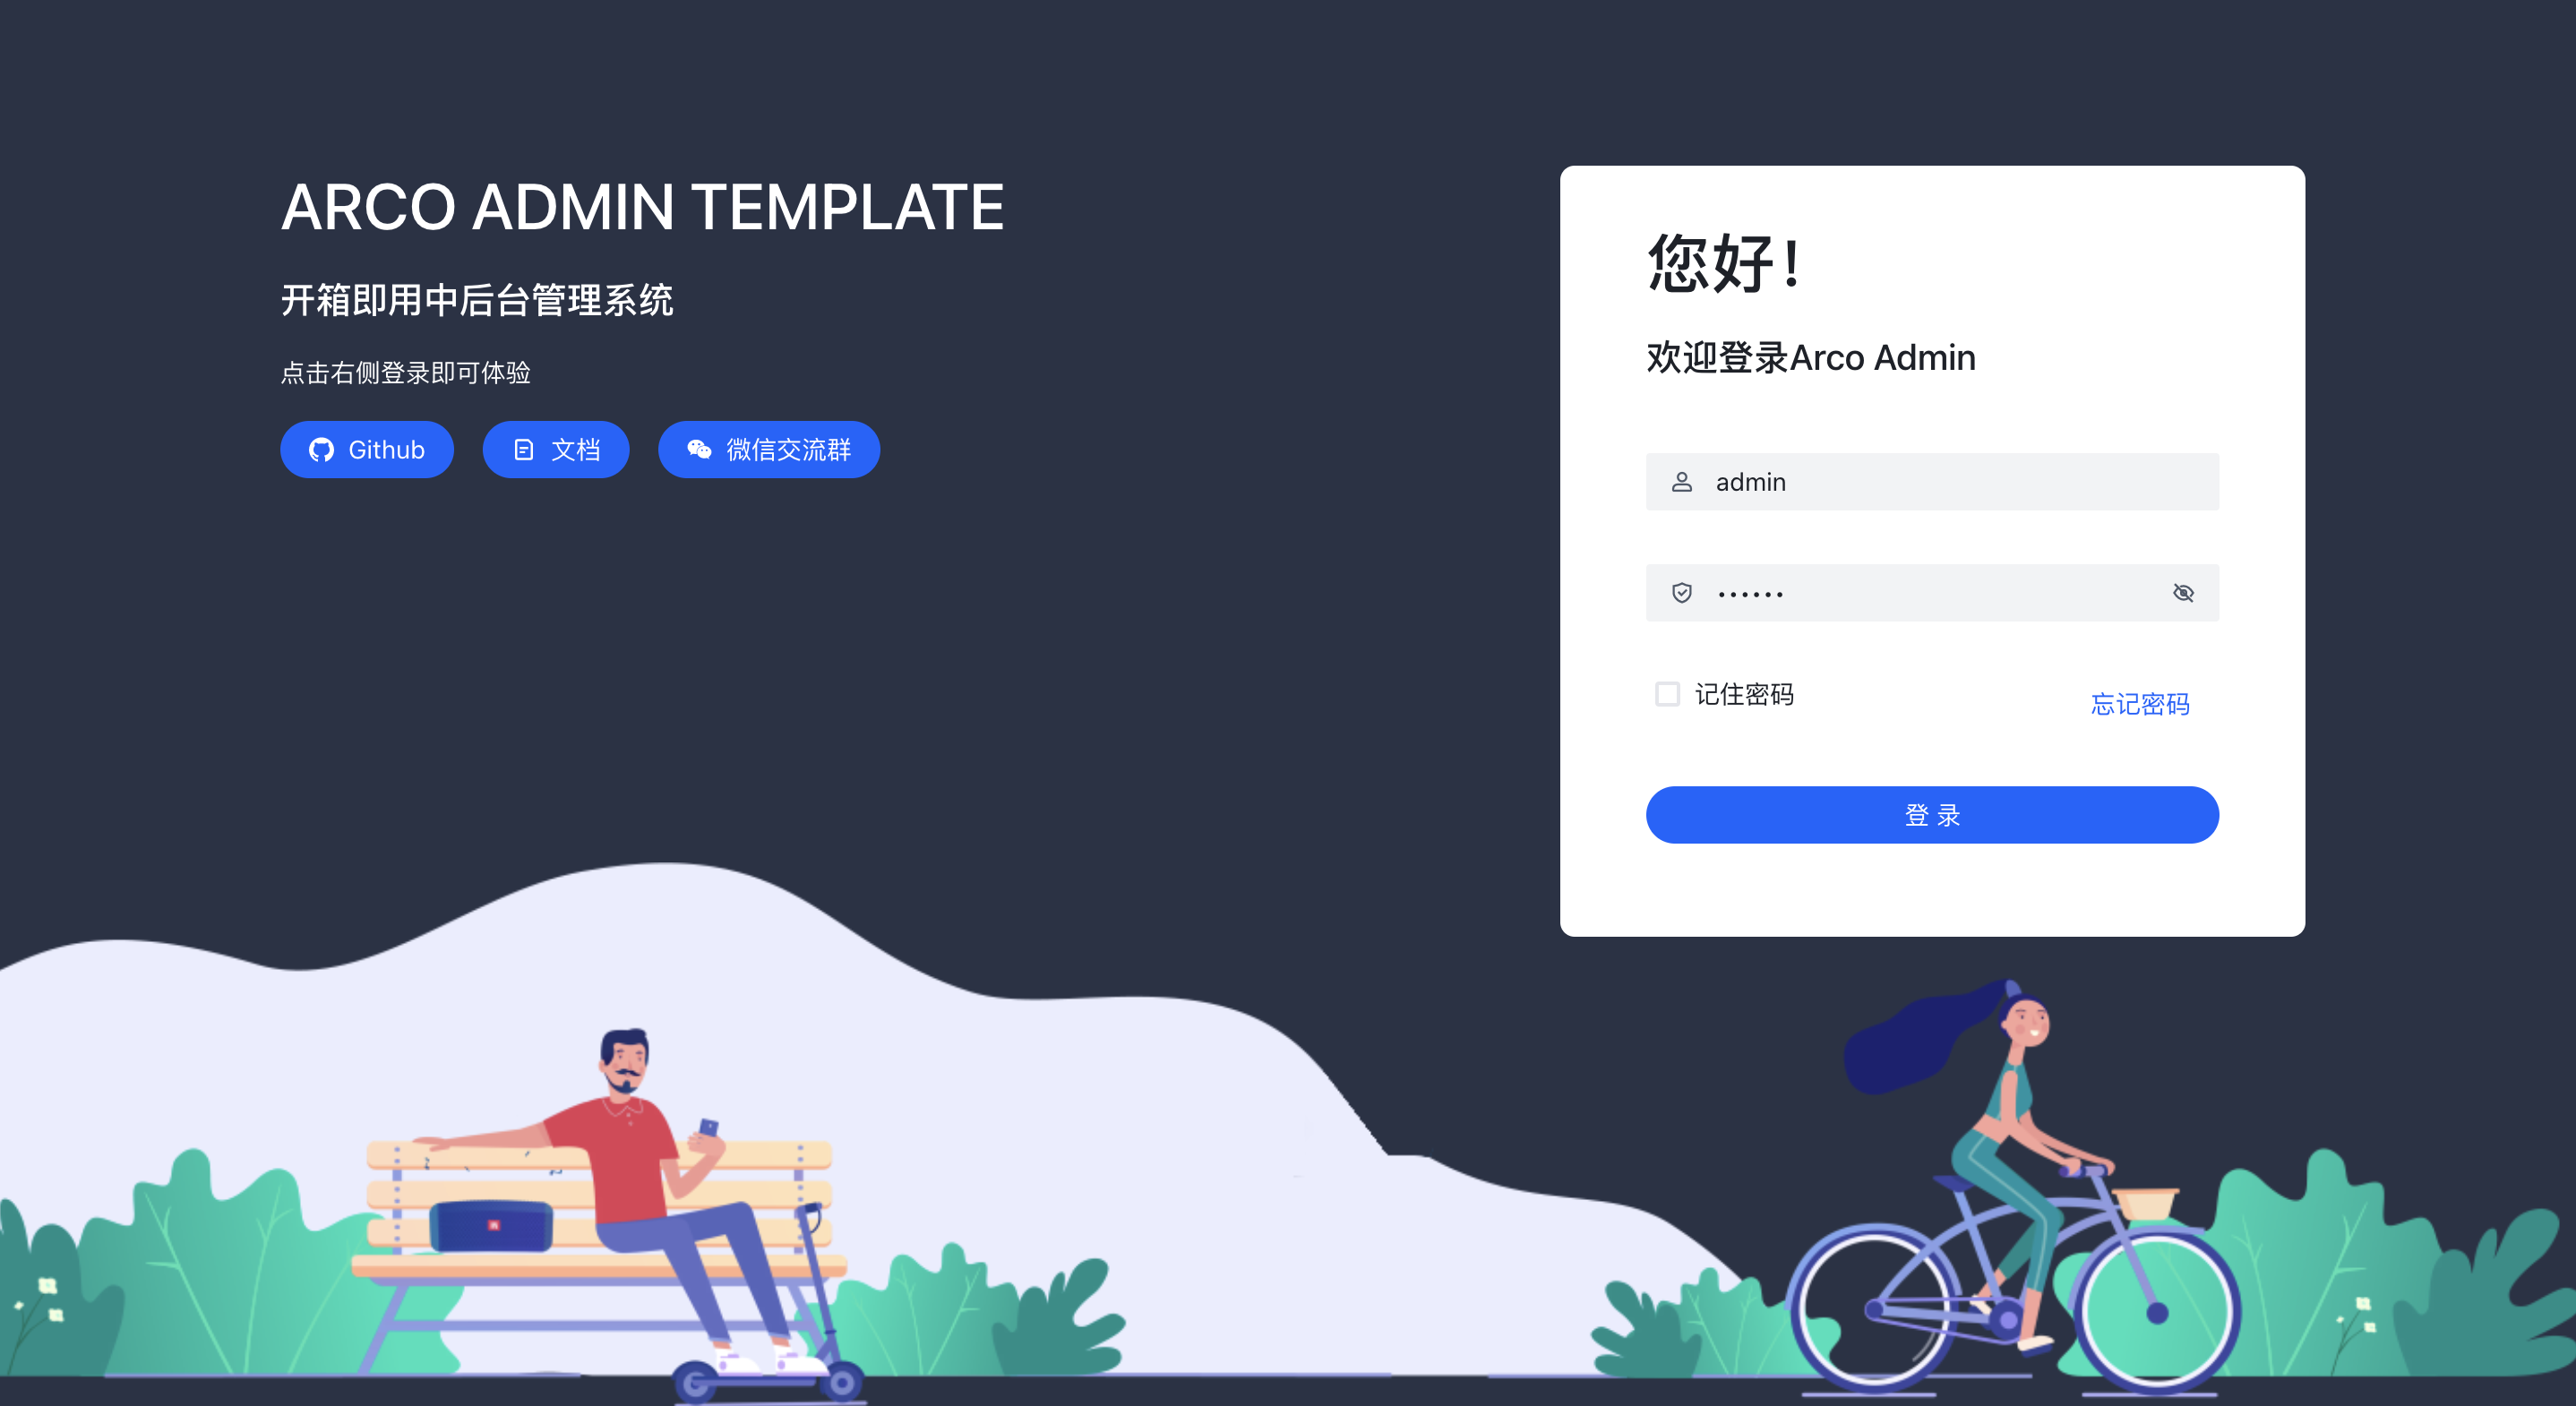 ARCO ADMIN TEMPLATE
开箱即用中后台管理系统
点击右侧登录即可体验
Github
文档
微信交流群
您好！
欢迎登录Arco Admin
admin
••••••
记住密码
忘记密码
登 录